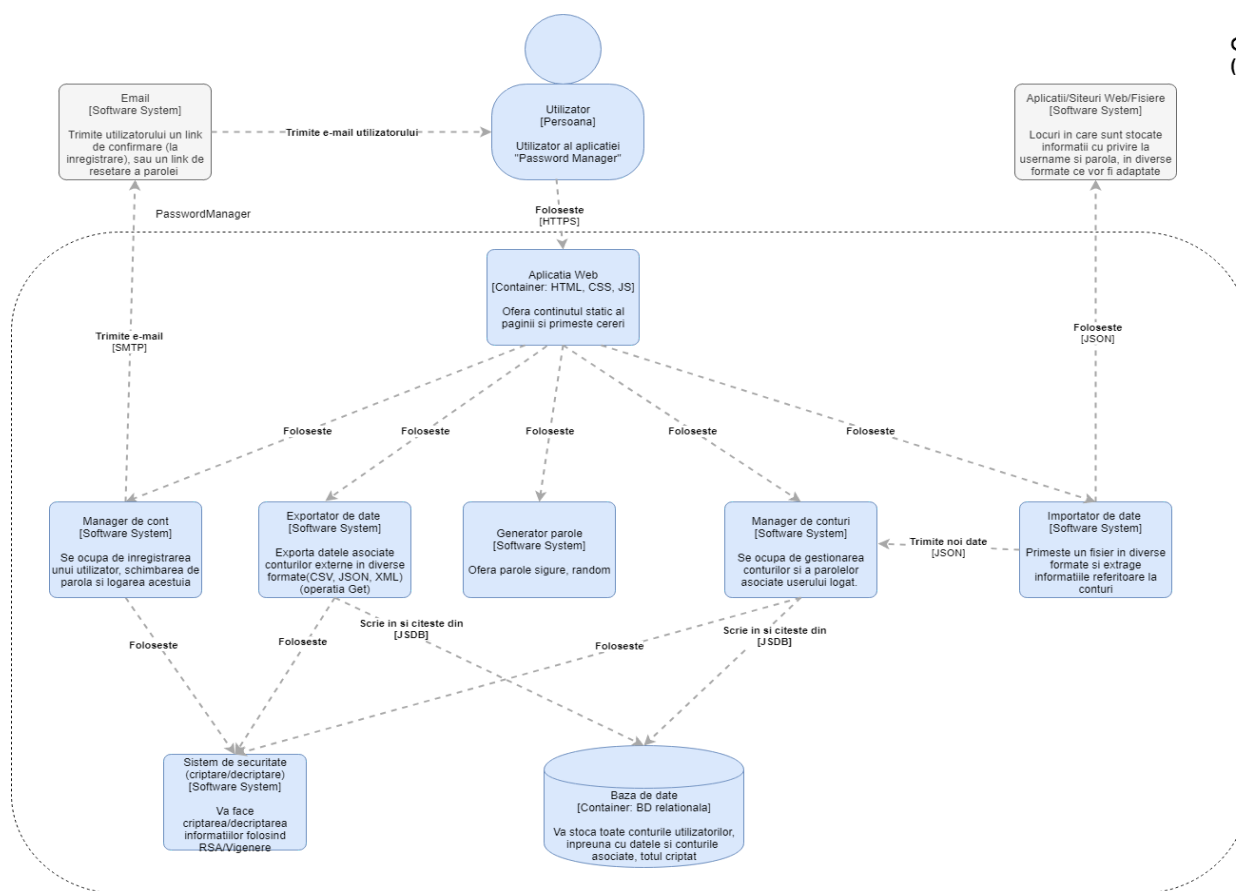 C
(
Email
[Software System]
Trimite utilizatorului un link
de confirmare (la
inregistrare), sau un link de
resetare a parolei
Trimite e-mail utilizatorului
Utilizator
[Persoana]
Utilizator al aplicatiei
"Password Manager"
Aplicatii/Siteuri Web/Fisiere
[Software System]
Locuri in care sunt stocate
informatii cu privire la
username si parola, in diverse
formate ce vor fi adaptate
PasswordManager
Foloseste
[HTTPS]
Aplicatia Web
[Container: HTML, CSS, JS]
Ofera continutul static al
paginii si primeste cereri
Trimite e-mail
[SMTP]
Foloseste
[JSON]
Foloseste
Foloseste
Foloseste
Foloseste
Foloseste
Manager de cont
[Software System]
Se ocupa de inregistrarea
unui utilizator, schimbarea de
parola si logarea acestuia
Exportator de date
[Software System]
Exporta datele asociate
conturilor externe in diverse
formate(CSV, JSON, XML)
(operatia Get)
Generator parole
[Software System]
Ofera parole sigure, random
Manager de conturi
[Software System]
Se ocupa de gestionarea
conturilor si a parolelor
asociate userului logat.
Trimite noi date
[JSON]
Importator de date
[Software System]
Primeste un fisier in diverse
formate si extrage
informatiile referitoare la
conturi
Foloseste
Foloseste
Scrie in si citeste din
[JSDB]
Foloseste
Scrie in si citeste din
[JSDB]
Sistem de securitate
(criptare/decriptare)
[Software System]
Va face
criptarea/decriptarea
informatiilor folosind
RSA/Vigenere
Baza de date
[Container: BD relationala]
Va stoca toate conturile utilizatorilor,
inpreuna cu datele si conturile
asociate, totul criptat